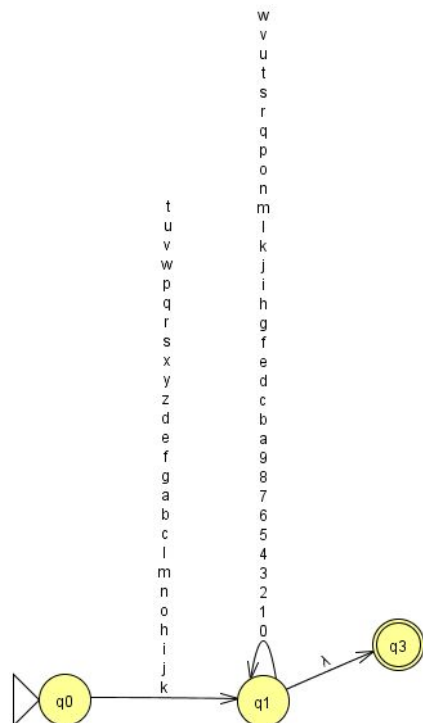 w
v
u
t
s
r
q
p
o
n
m
l
k
j
i
h
g
f
e
d
c
b
a
9
8
7
6
5
4
3
2
1
0
t
u
v
w
p
q
r
s
x
y
z
d
e
f
g
a
b
c
l
m
n
o
h
i
j
k
λ
q3
q0
q1